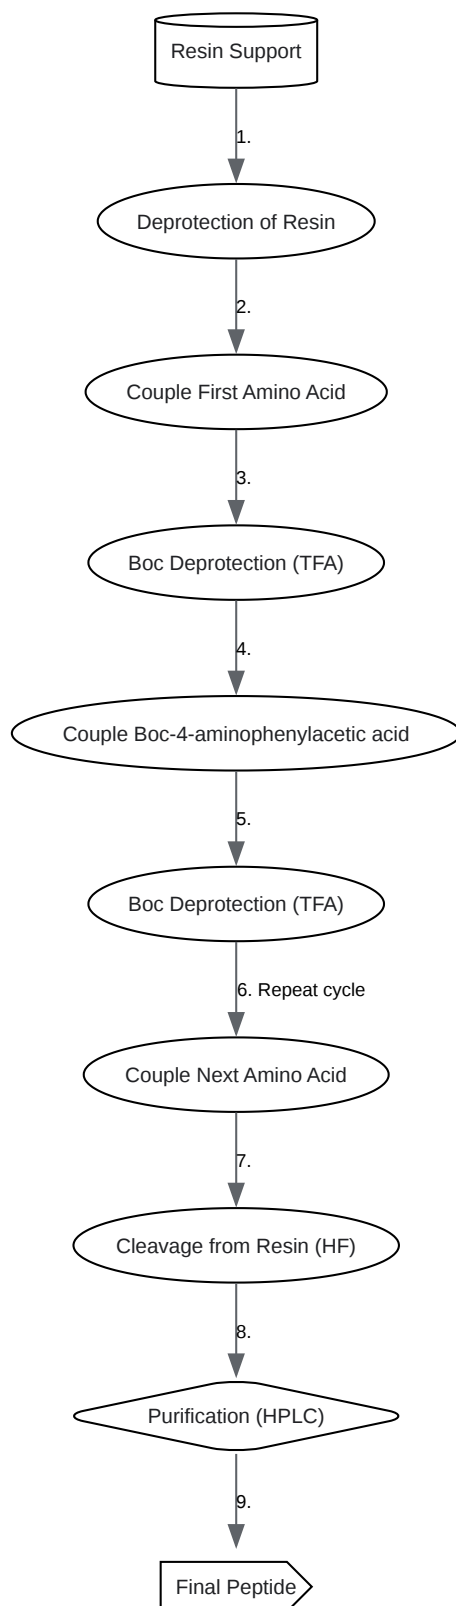 Resin Support
1.
Deprotection of Resin
2.
Couple First Amino Acid
3.
Boc Deprotection (TFA)
4.
Couple Boc-4-aminophenylacetic acid
5.
Boc Deprotection (TFA)
6. Repeat cycle
Couple Next Amino Acid
7.
Cleavage from Resin (HF)
8.
Purification (HPLC)
9.
Final Peptide